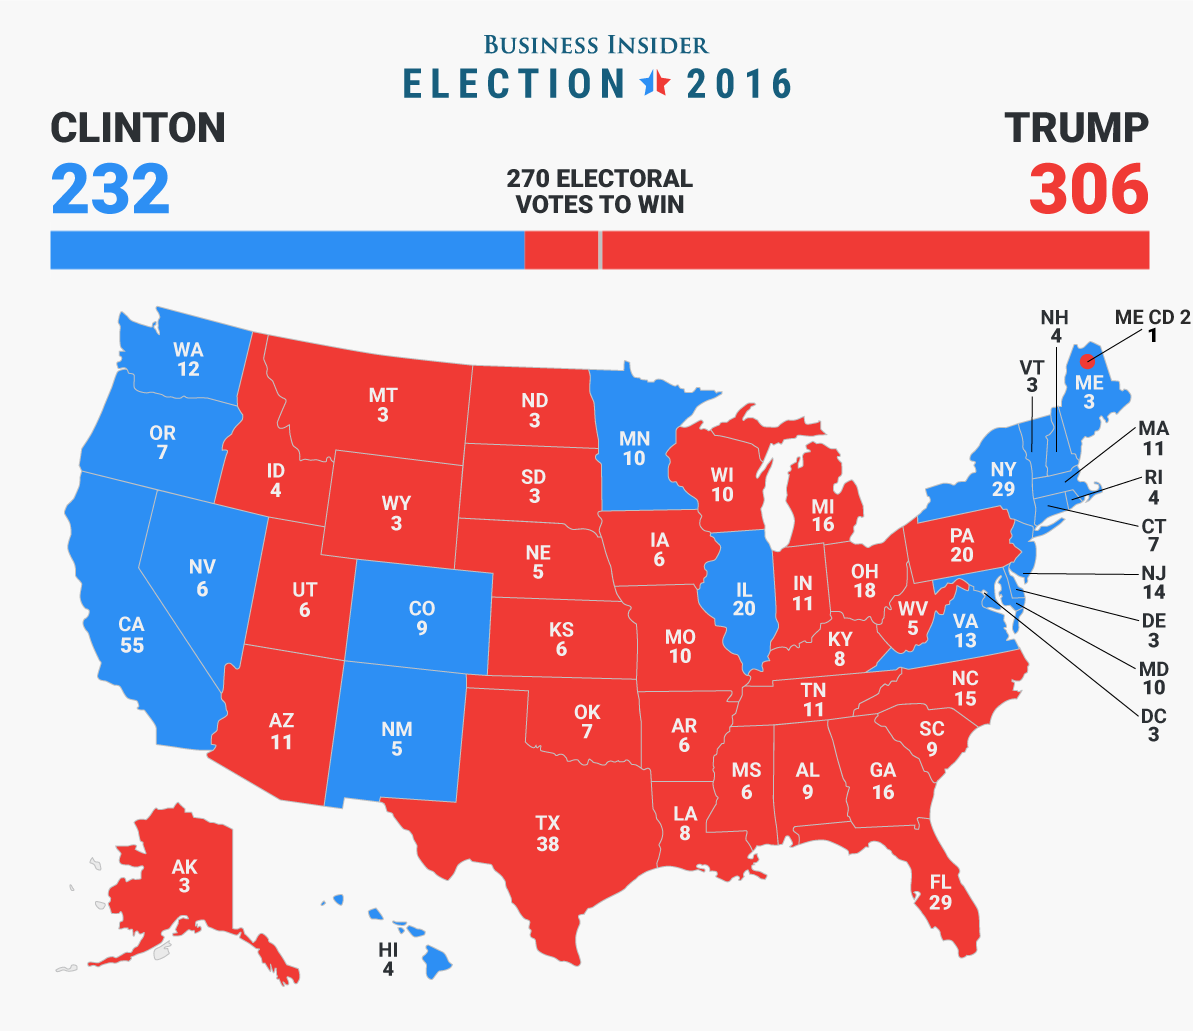 BUSINESS INSIDER
ELECTION 2016
CLINTON
TRUMP
232
270 ELECTORAL
VOTES TO WIN
306
NH
4
ME CD 2
1
VT
3
WA
12
ME
3
MT
3
ND
3
OR
7
MN
10
MA
11
ID
4
SD
3
WI
10
NY
29
RI
4
WY
3
MI
16
CT
7
IA
6
PA
20
NV
6
NE
5
NJ
14
UT
6
CO
9
IL
20
IN
11
OH
18
WV
5
VA
13
DE
3
CA
55
KS
6
MO
10
KY
8
MD
10
NC
15
TN
11
DC
3
AZ
11
NM
5
OK
7
AR
6
SC
9
MS
6
AL
9
GA
16
TX
38
LA
8
AK
3
FL
29
HI
4